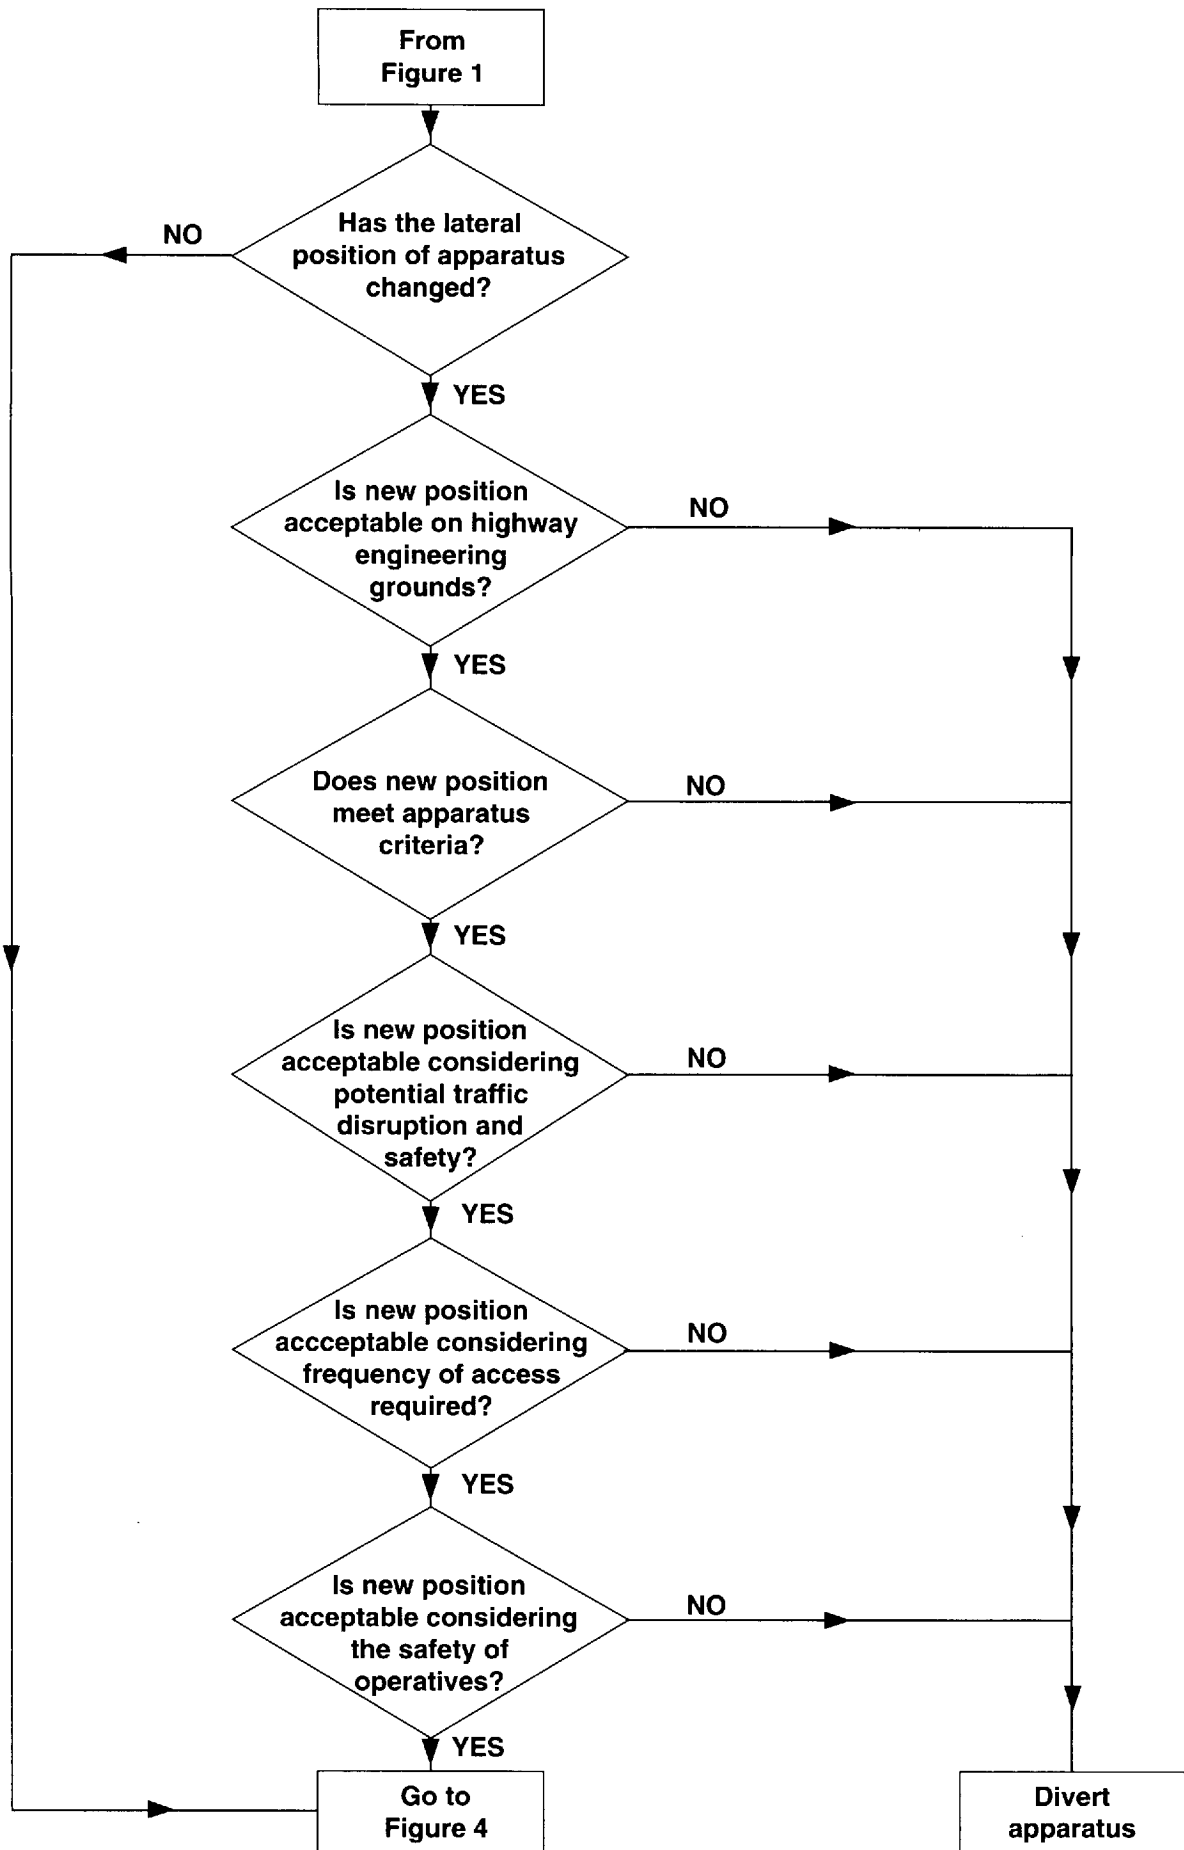 From
Figure 1
Has the lateral
position of apparatus
changed?
NO
YES
Is new position
acceptable on highway
engineering
grounds?
NO
YES
Does new position
meet apparatus
criteria?
NO
YES
Is new position
acceptable considering
potential traffic
disruption and
safety?
NO
YES
Is new position
accceptable considering
frequency of access
required?
NO
YES
Is new position
acceptable considering
the safety of
operatives?
NO
YES
Go to
Figure 4
Divert
apparatus